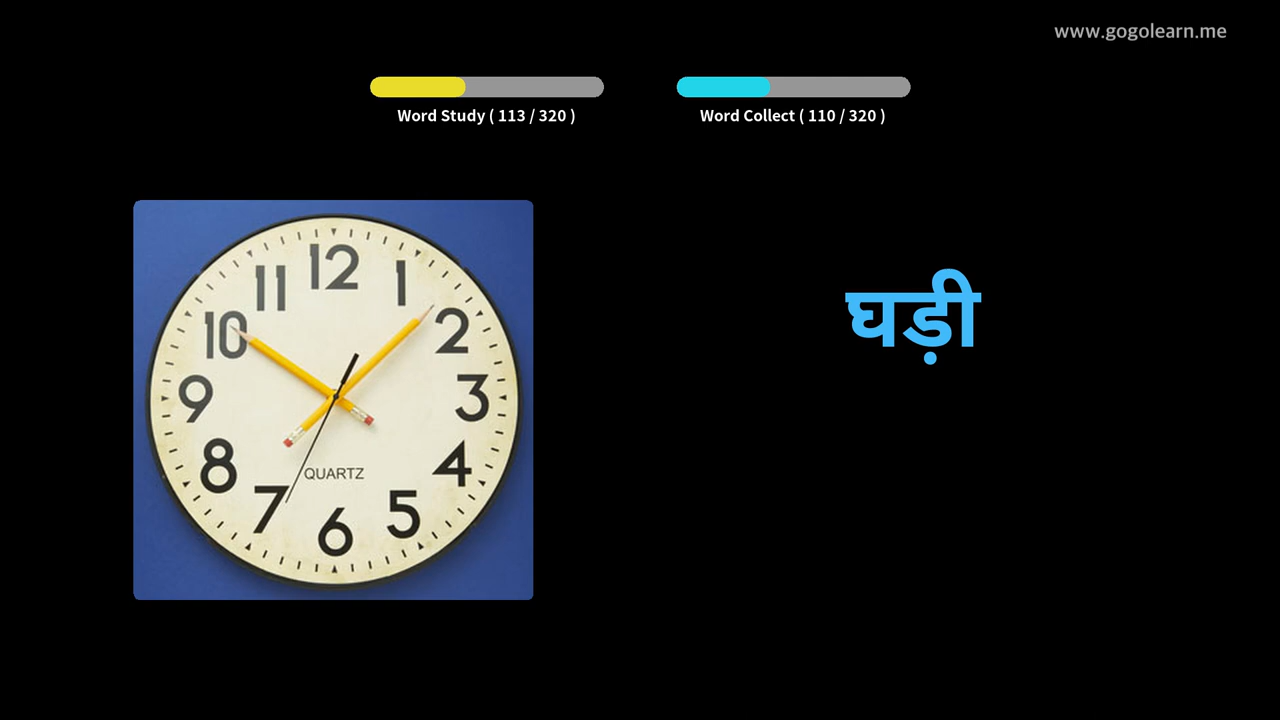 www.gogolearn.me
Word Study ( 113 / 320 )
Word Collect ( 110 / 320 )
12
11
1
10
2
9
3
8
4
QUARTZ
7
5
6
घड़ी